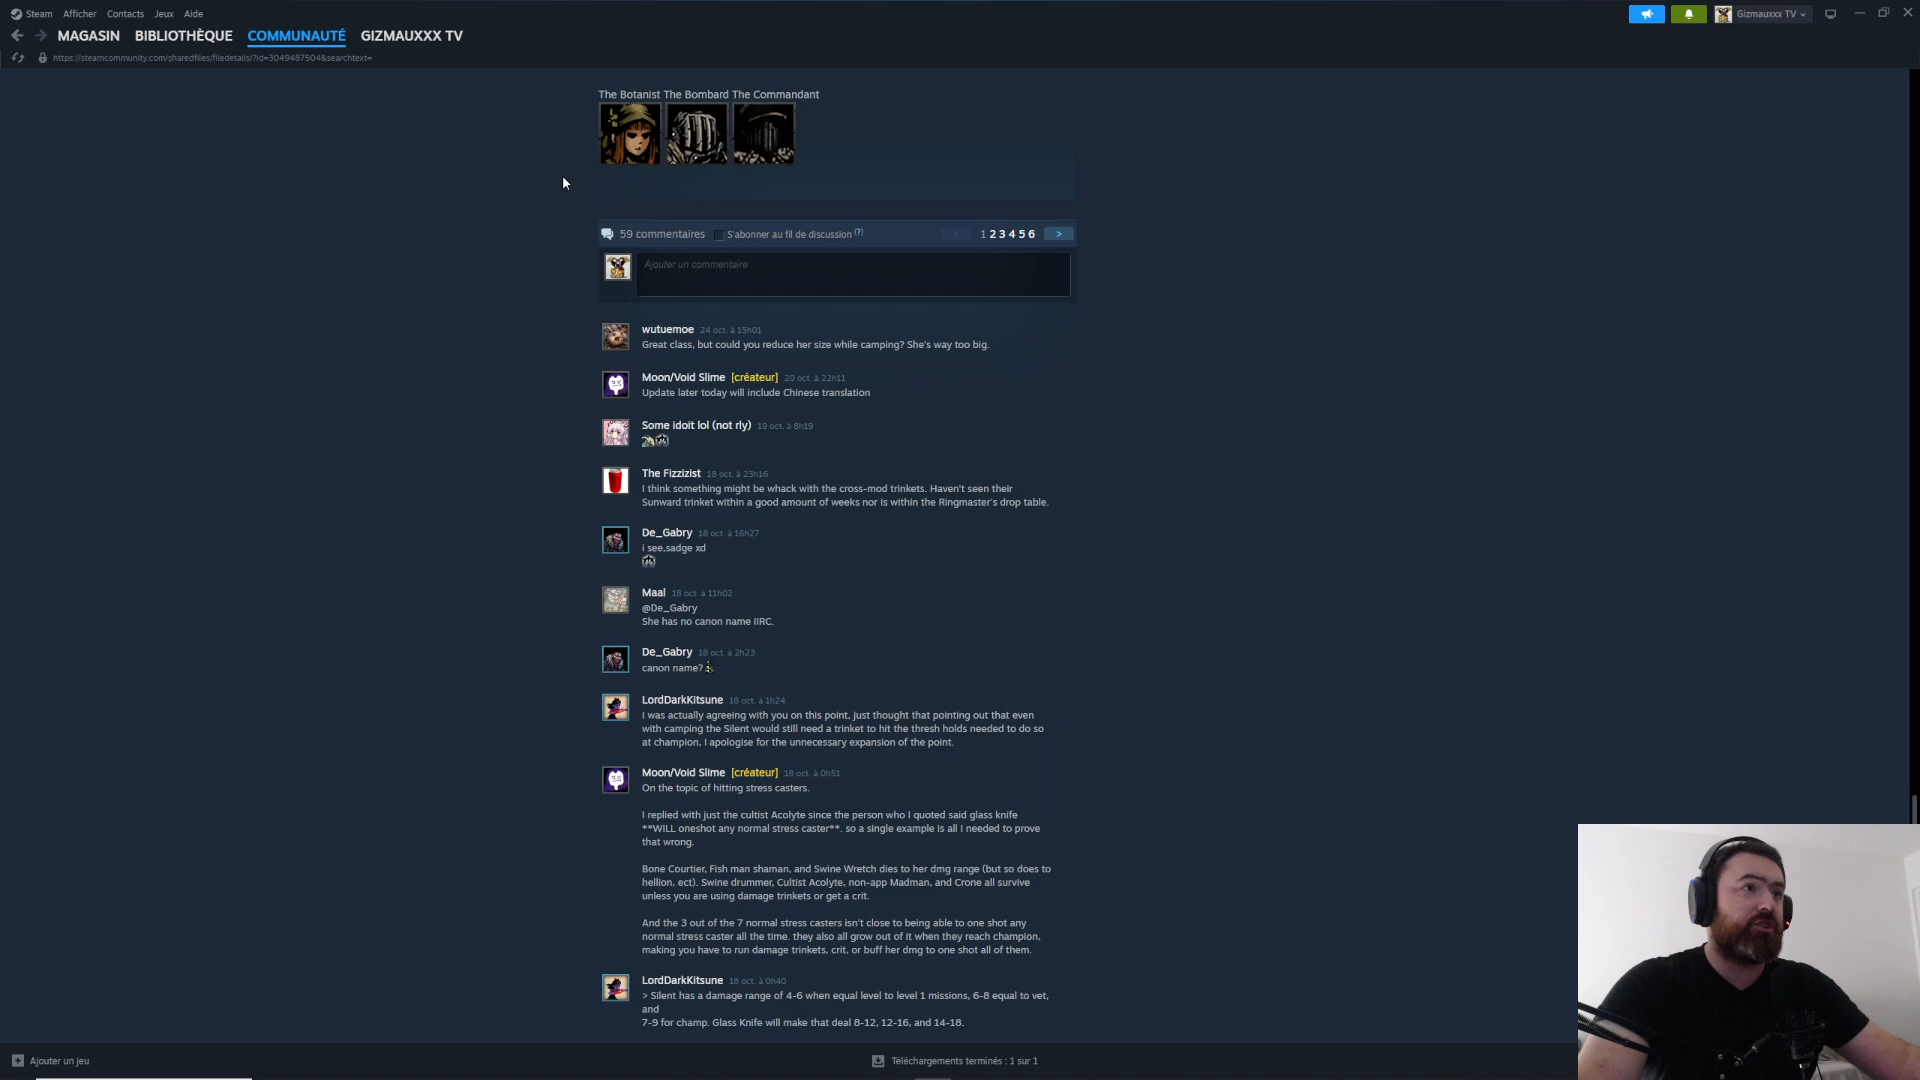 Steam Afficher Contacts Jeux Aide
Gizmauxxx TV
MAGASIN BIBLIOTHÈQUE COMMUNAUTÉ GIZMAUXXX TV
https://steamcommunity.com/sharedfiles/filedetails/?id=3049487504&searchtext=
The Botanist The Bombard The Commandant
59 commentaires S'abonner au fil de discussion (?) < 1 2 3 4 5 6 >
Ajouter un commentaire
wutuemoe 24 oct. à 15h01
Great class, but could you reduce her size while camping? She's way too big.
Moon/Void Slime [créateur] 20 oct. à 22h11
Update later today will include Chinese translation
Some idoit lol (not rly) 19 oct. à 8h19
The Fizzizist 18 oct. à 23h16
I think something might be whack with the cross-mod trinkets. Haven't seen their
Sunward trinket within a good amount of weeks nor is within the Ringmaster's drop table.
De_Gabry 18 oct. à 16h27
i see,sadge xd
Maal 18 oct. à 11h02
@De_Gabry
She has no canon name IIRC.
De_Gabry 18 oct. à 2h23
canon name?
LordDarkKitsune 18 oct. à 1h24
I was actually agreeing with you on this point, just thought that pointing out that even
with camping the Silent would still need a trinket to hit the thresh holds needed to do so
at champion, I apologise for the unnecessary expansion of the point.
Moon/Void Slime [créateur] 18 oct. à 0h51
On the topic of hitting stress casters.
I replied with just the cultist Acolyte since the person who I quoted said glass knife
**WILL oneshot any normal stress caster**. so a single example is all I needed to prove
that wrong.
Bone Courtier, Fish man shaman, and Swine Wretch dies to her dmg range (but so does to
hellion, ect). Swine drummer, Cultist Acolyte, non-app Madman, and Crone all survive
unless you are using damage trinkets or get a crit.
And the 3 out of the 7 normal stress casters isn't close to being able to one shot any
normal stress caster all the time. they also all grow out of it when they reach champion,
making you have to run damage trinkets, crit, or buff her dmg to one shot all of them.
LordDarkKitsune 18 oct. à 0h40
> Silent has a damage range of 4-6 when equal level to level 1 missions, 6-8 equal to vet,
and
7-9 for champ. Glass Knife will make that deal 8-12, 12-16, and 14-18.
Ajouter un jeu
Téléchargements terminés : 1 sur 1